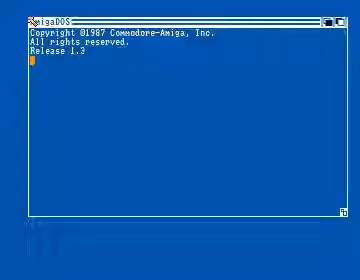 AmigaDOS
Copyright ©1987 Commodore-Amiga, Inc.
All rights reserved.
Release 1.3